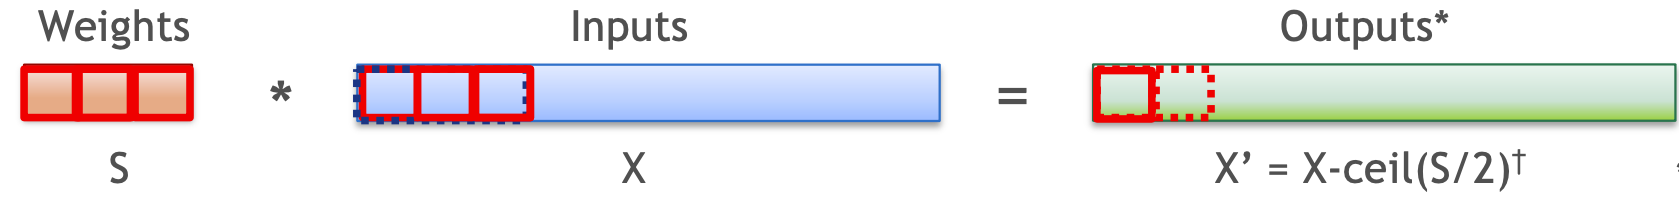 Weights Inputs Outputs*
* =
S X X’ = X-ceil(S/2)†